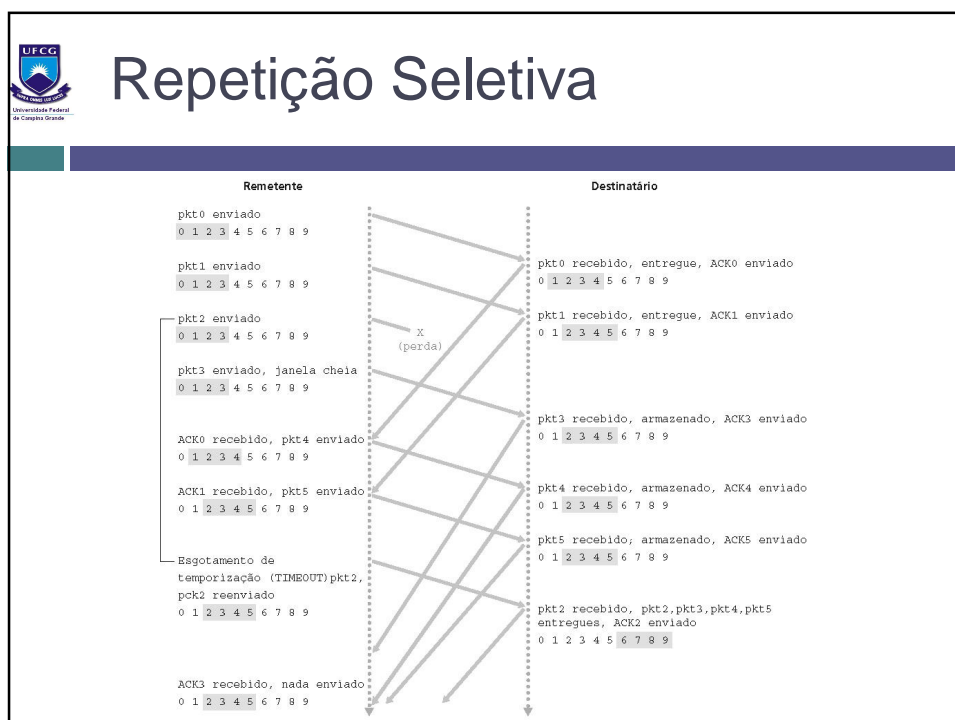 UFCG
Universidade Federal
de Campina Grande
Repetição Seletiva
Remetente
Destinatário
pkt0 enviado
0 1 2 3 4 5 6 7 8 9
pkt1 enviado
0 1 2 3 4 5 6 7 8 9
pkt2 enviado
0 1 2 3 4 5 6 7 8 9
pkt3 enviado, janela cheia
0 1 2 3 4 5 6 7 8 9
ACK0 recebido, pkt4 enviado
0 1 2 3 4 5 6 7 8 9
ACK1 recebido, pkt5 enviado
0 1 2 3 4 5 6 7 8 9
Esgotamento de
temporização (TIMEOUT)pkt2,
pck2 reenviado
0 1 2 3 4 5 6 7 8 9
ACK3 recebido, nada enviado
0 1 2 3 4 5 6 7 8 9
X
(perda)
pkt0 recebido, entregue, ACK0 enviado
0 1 2 3 4 5 6 7 8 9
pkt1 recebido, entregue, ACK1 enviado
0 1 2 3 4 5 6 7 8 9
pkt3 recebido, armazenado, ACK3 enviado
0 1 2 3 4 5 6 7 8 9
pkt4 recebido, armazenado, ACK4 enviado
0 1 2 3 4 5 6 7 8 9
pkt5 recebido; armazenado, ACK5 enviado
0 1 2 3 4 5 6 7 8 9
pkt2 recebido, pkt2,pkt3,pkt4,pkt5
entregues, ACK2 enviado
0 1 2 3 4 5 6 7 8 9